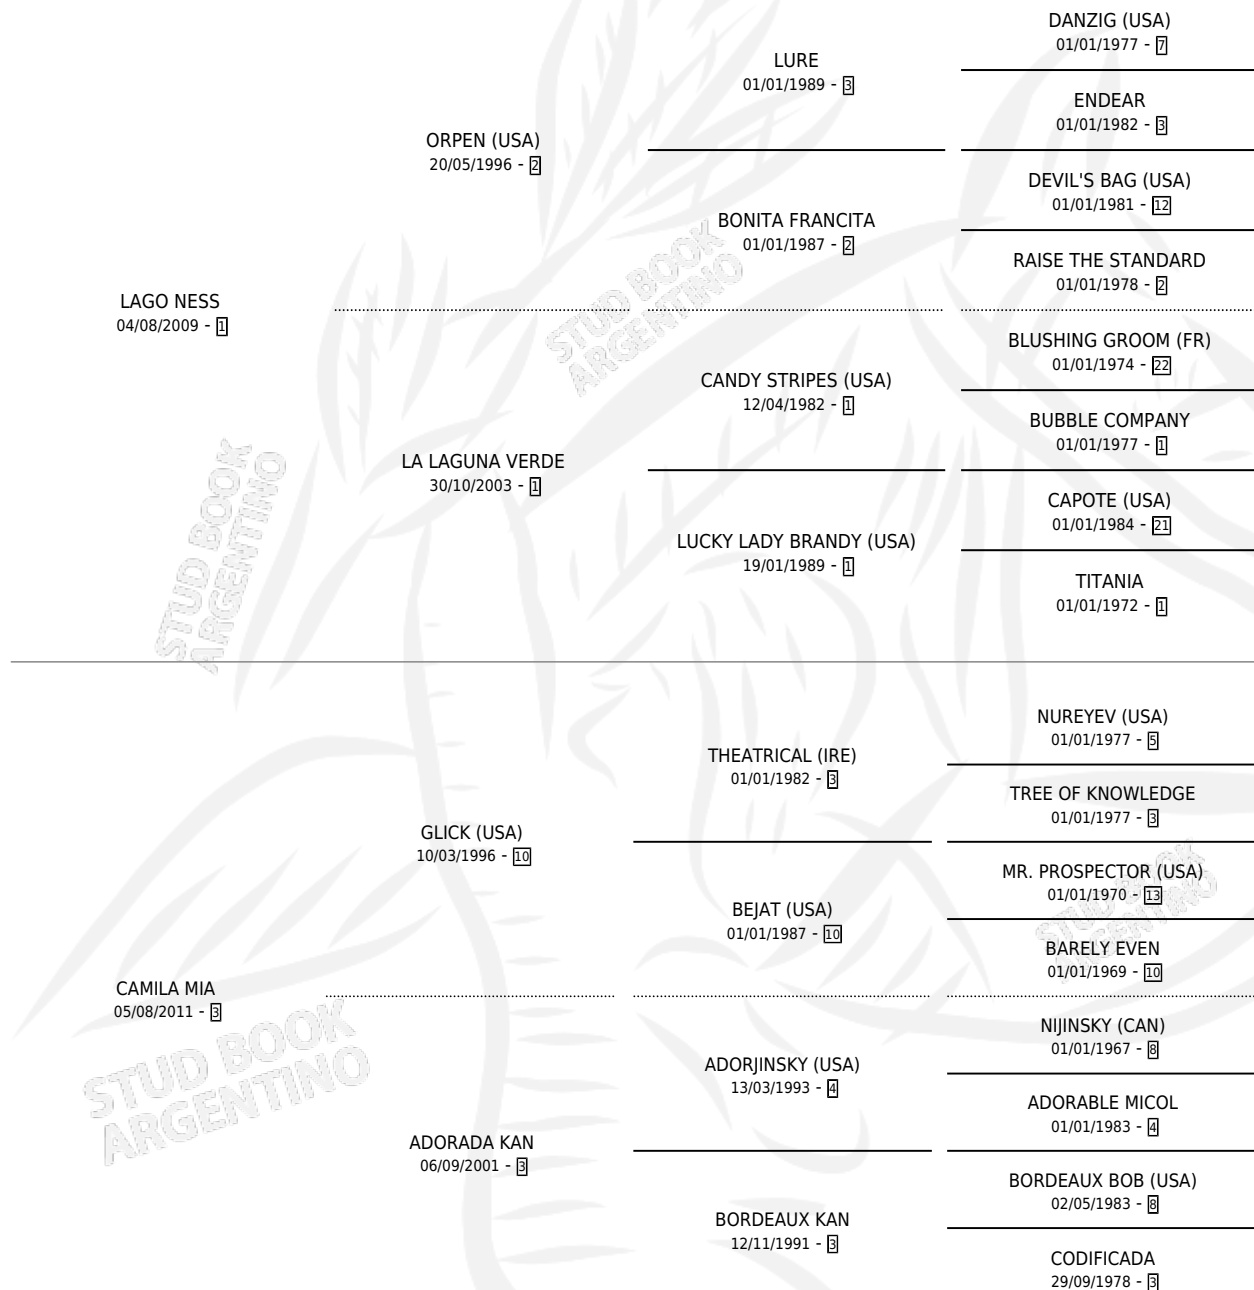 DANZIG (USA)
01/01/1977 - 7
LURE
01/01/1989 - 3
ENDEAR
01/01/1982 - 3
ORPEN (USA)
20/05/1996 - 2
DEVIL'S BAG (USA)
01/01/1981 - 12
BONITA FRANCITA
01/01/1987 - 2
RAISE THE STANDARD
01/01/1978 - 2
LAGO NESS
04/08/2009 - 1
BLUSHING GROOM (FR)
01/01/1974 - 22
CANDY STRIPES (USA)
12/04/1982 - 1
BUBBLE COMPANY
01/01/1977 - 1
LA LAGUNA VERDE
30/10/2003 - 1
CAPOTE (USA)
01/01/1984 - 21
LUCKY LADY BRANDY (USA)
19/01/1989 - 1
TITANIA
01/01/1972 - 1
NUREYEV (USA)
01/01/1977 - 5
THEATRICAL (IRE)
01/01/1982 - 3
TREE OF KNOWLEDGE
01/01/1977 - 3
GLICK (USA)
10/03/1996 - 10
MR. PROSPECTOR (USA)
01/01/1970 - 13
BEJAT (USA)
01/01/1987 - 10
BARELY EVEN
01/01/1969 - 10
CAMILA MIA
05/08/2011 - 3
NIJINSKY (CAN)
01/01/1967 - 8
ADORJINSKY (USA)
13/03/1993 - 4
ADORABLE MICOL
01/01/1983 - 4
ADORADA KAN
06/09/2001 - 3
BORDEAUX BOB (USA)
02/05/1983 - 8
BORDEAUX KAN
12/11/1991 - 3
CODIFICADA
29/09/1978 - 3
STUD BOOK
ARGENTINO
STUD BOOK
ARGENTINO
STUD BOOK
ARGENTINO
STUD BOOK
ARGENTINO